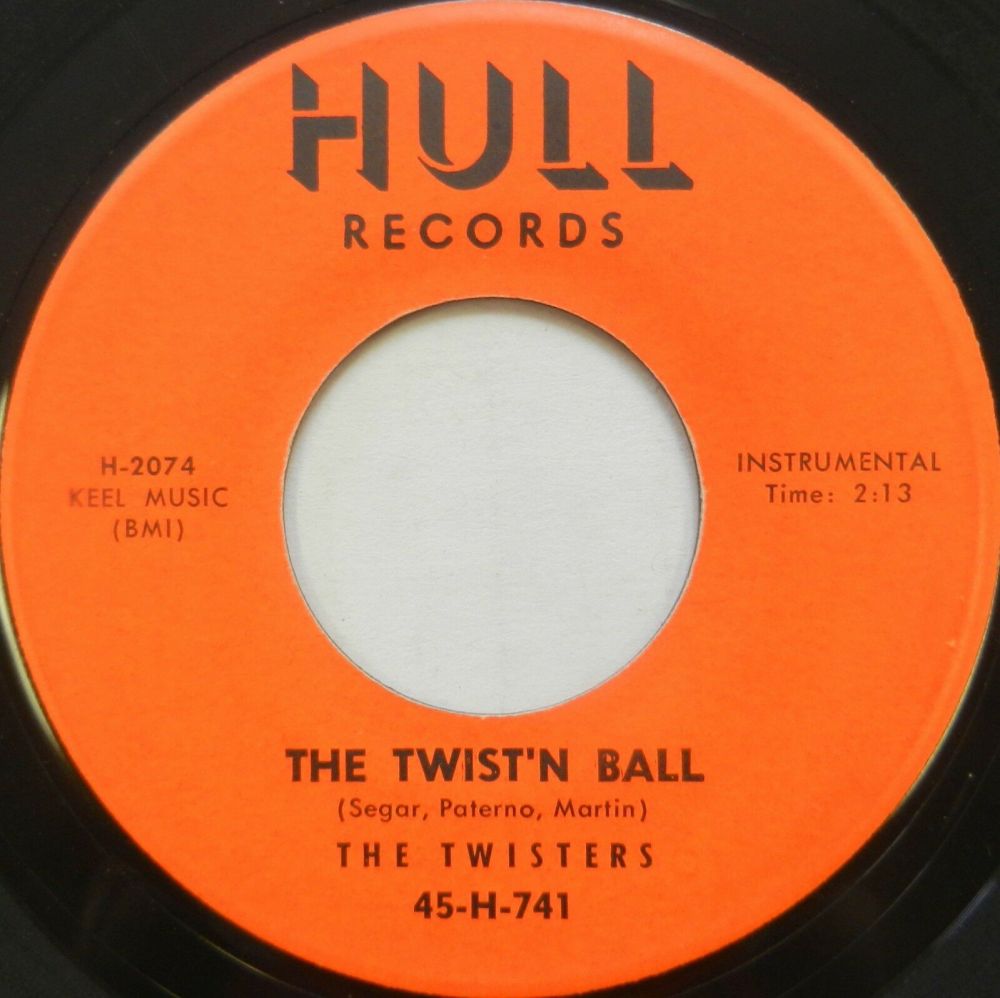 HULL
RECORDS
H-2074
KEEL MUSIC
(BMI)
INSTRUMENTAL
Time: 2:13
THE TWIST'N BALL
(Segar, Paterno, Martin)
THE TWISTERS
45-H-741